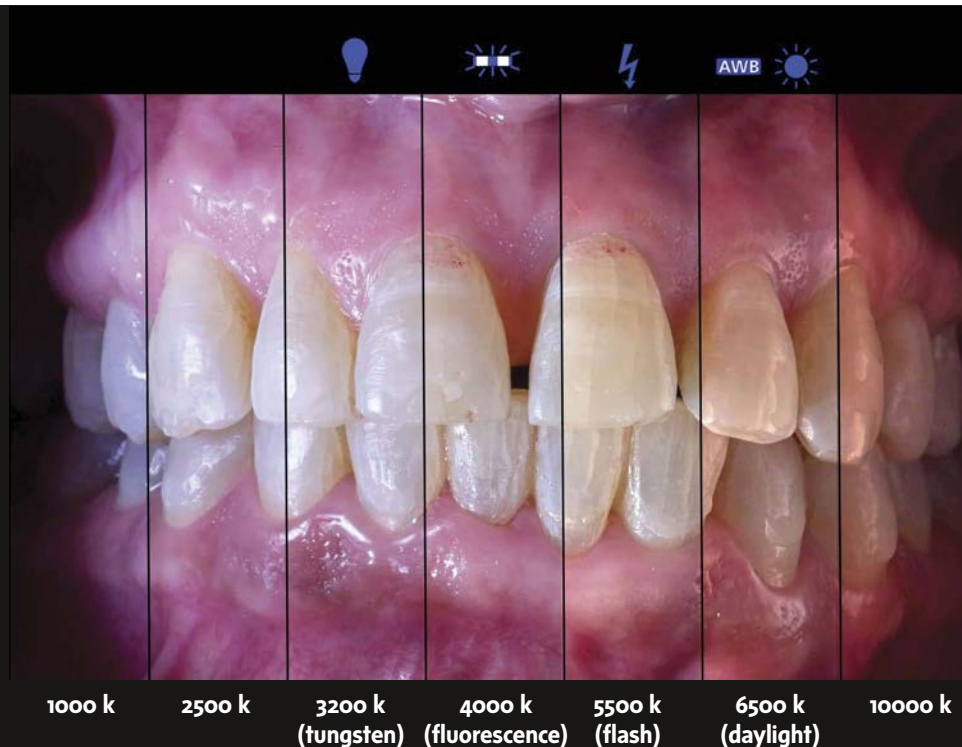 AWB
1000 k
2500 k
3200 k
(tungsten)
4000 k
(fluorescence)
5500 k
(flash)
6500 k
(daylight)
10000 k